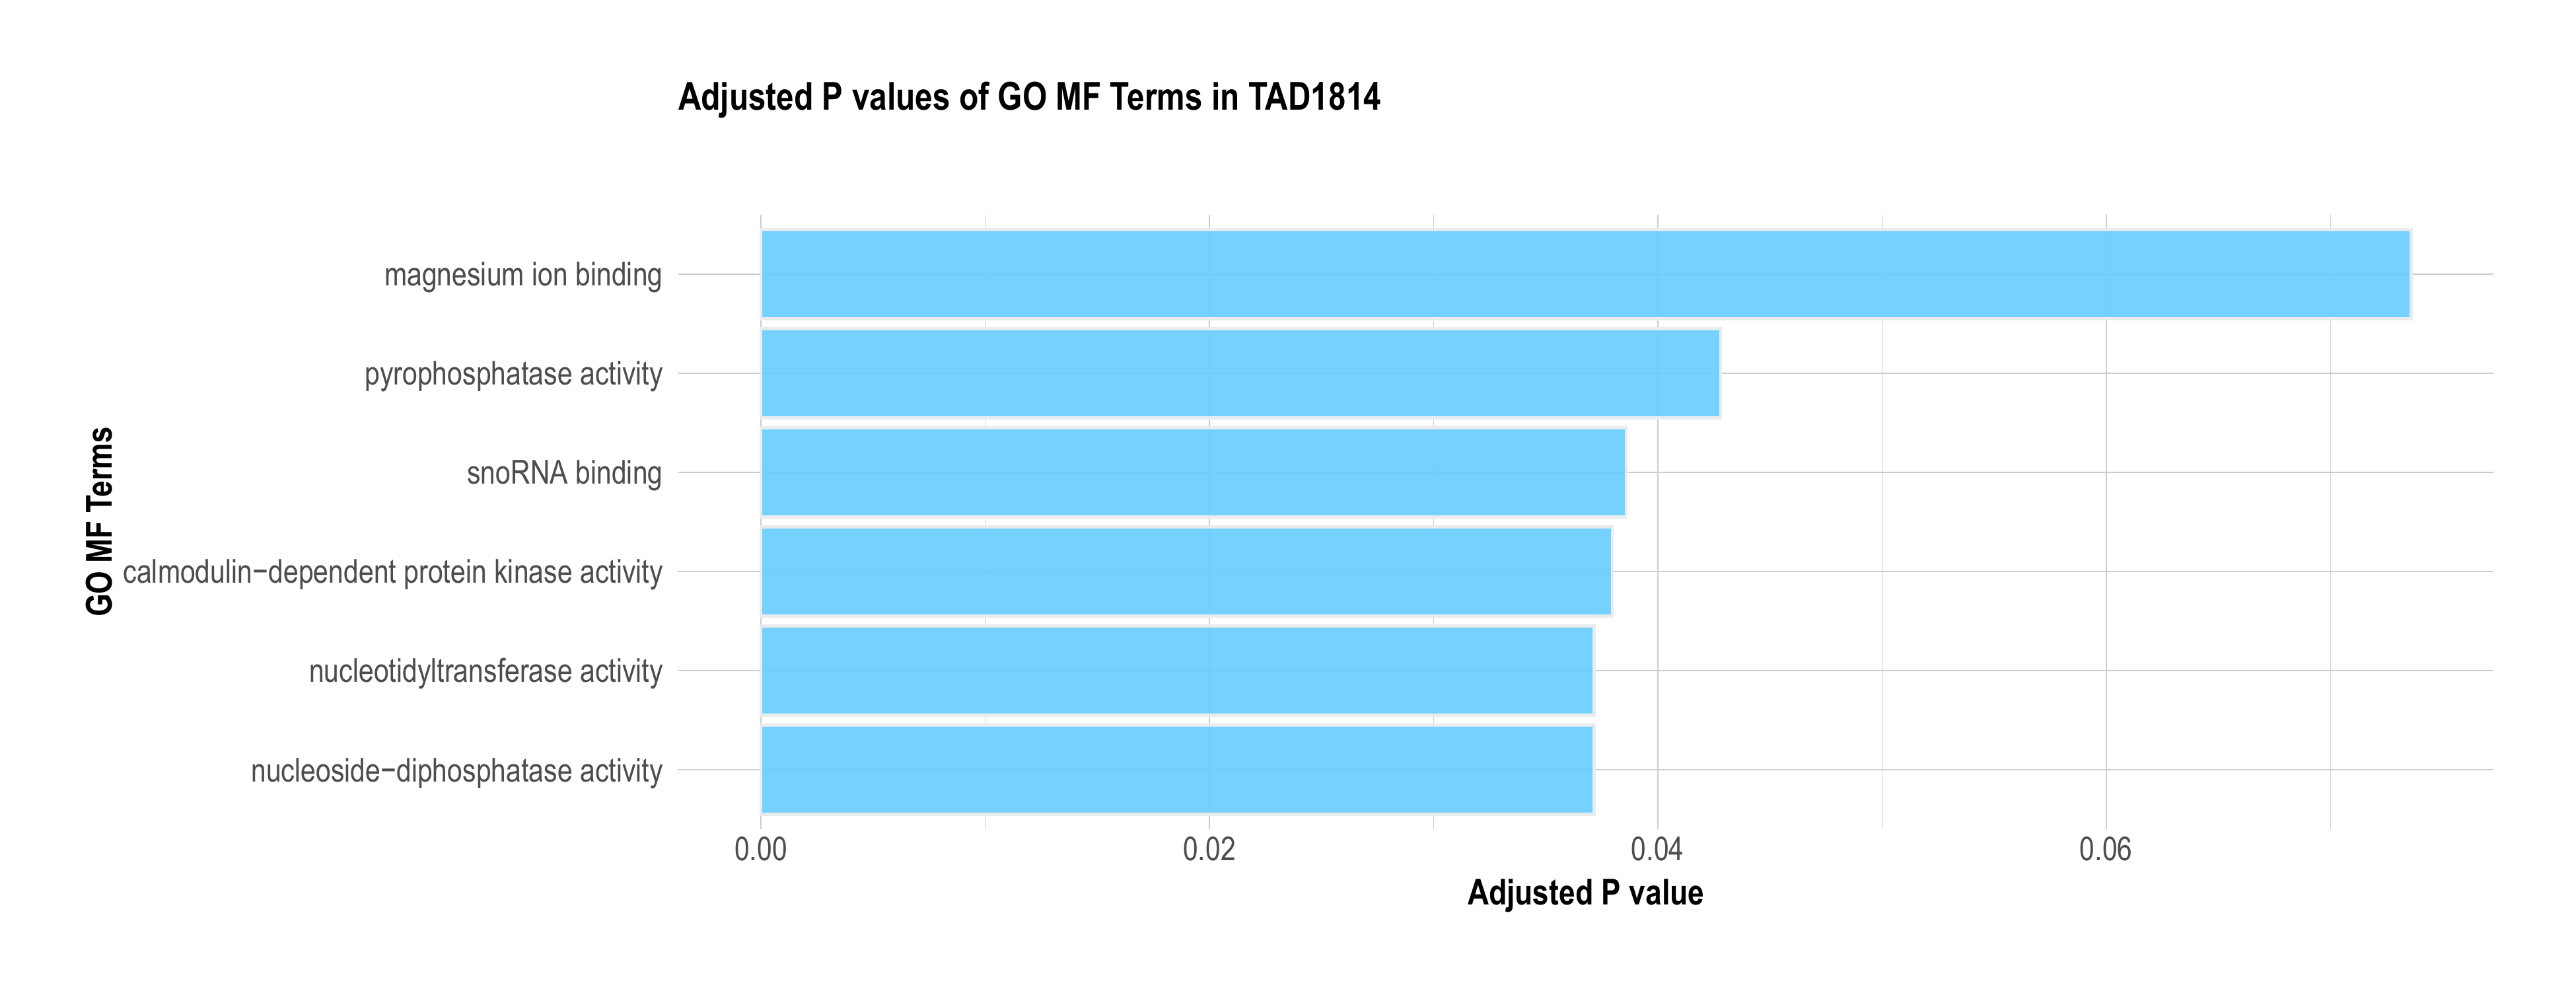 Adjusted P values of GO MF Terms in TAD1814
GO MF Terms
magnesium ion binding
pyrophosphatase activity
snoRNA binding
calmodulin−dependent protein kinase activity
nucleotidyltransferase activity
nucleoside−diphosphatase activity
0.00 0.02 0.04 0.06
Adjusted P value